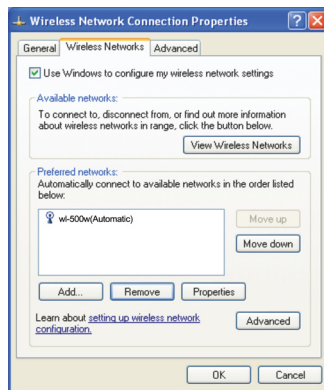 Wireless Network Connection Properties
General Wireless Networks Advanced
Use Windows to configure my wireless network settings
Available networks:
To connect to, disconnect from, or find out more information
about wireless networks in range, click the button below.
View Wireless Networks
Preferred networks:
Automatically connect to available networks in the order listed
below:
wl-500w(Automatic)
Move up
Move down
Add... Remove Properties
Learn about setting up wireless network
configuration.
Advanced
OK Cancel